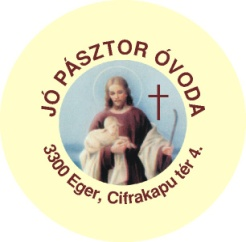 JÓ PÁSZTOR ÓVODA
3300 Eger, Cifrakapu tér 4.